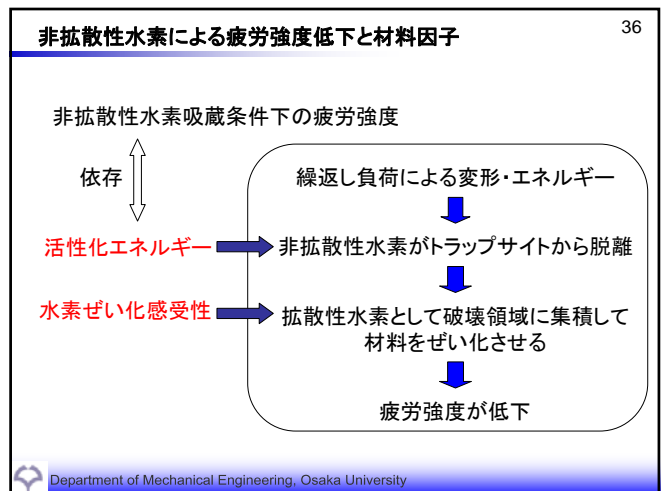 非拡散性水素による疲労強度低下と材料因子
36
非拡散性水素吸蔵条件下の疲労強度
依存
繰返し負荷による変形・エネルギー
活性化エネルギー
非拡散性水素がトラップサイトから脱離
水素ぜい化感受性
拡散性水素として破壊領域に集積して
材料をぜい化させる
疲労強度が低下
Department of Mechanical Engineering, Osaka University